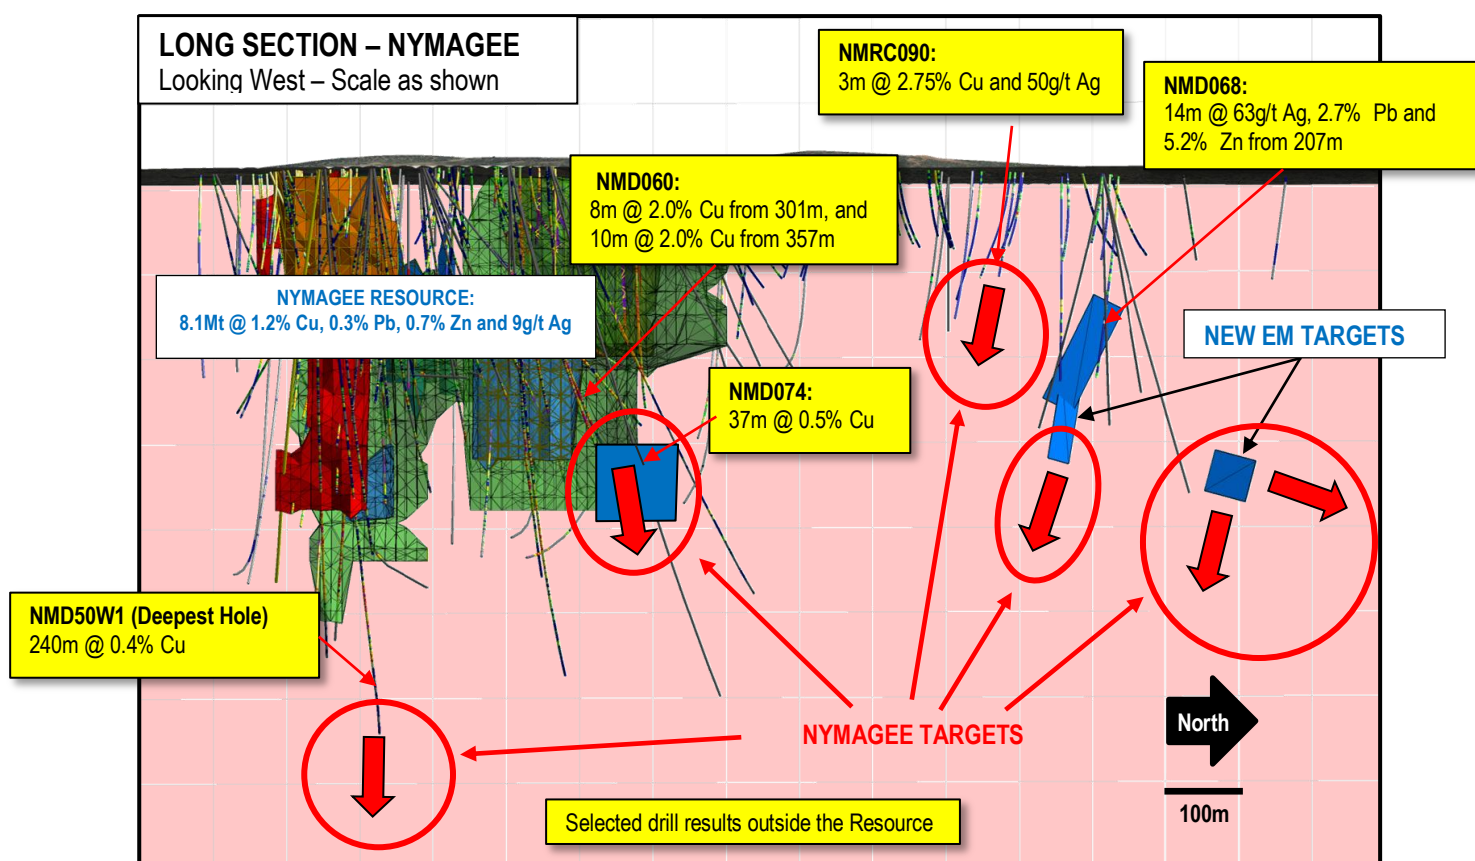 LONG SECTION – NYMAGEE
Looking West – Scale as shown
NMRC090:
3m @ 2.75% Cu and 50g/t Ag
NMD068:
14m @ 63g/t Ag, 2.7% Pb and
5.2% Zn from 207m
NMD060:
8m @ 2.0% Cu from 301m, and
10m @ 2.0% Cu from 357m
NYMAGEE RESOURCE:
8.1Mt @ 1.2% Cu, 0.3% Pb, 0.7% Zn and 9g/t Ag
NEW EM TARGETS
NMD074:
37m @ 0.5% Cu
NMD50W1 (Deepest Hole)
240m @ 0.4% Cu
NYMAGEE TARGETS
North
100m
Selected drill results outside the Resource